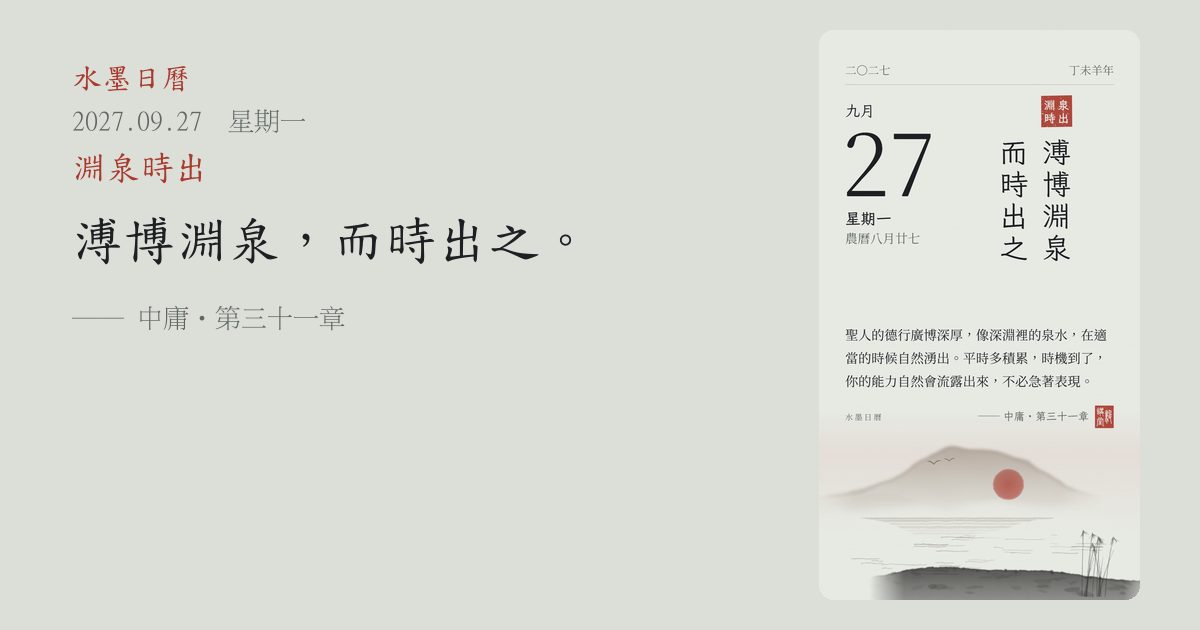 水墨日曆
2027.09.27 星期一
淵泉時出
溥博淵泉，而時出之。
—— 中庸・第三十一章
二〇二七
丁未羊年
九月
27
星期一
農曆八月廿七
淵泉時出
溥博淵泉
而時出之
聖人的德行廣博深厚，像深淵裡的泉水，在適
當的時候自然湧出。平時多積累，時機到了，
你的能力自然會流露出來，不必急著表現。
水墨日曆
—— 中庸・第三十一章